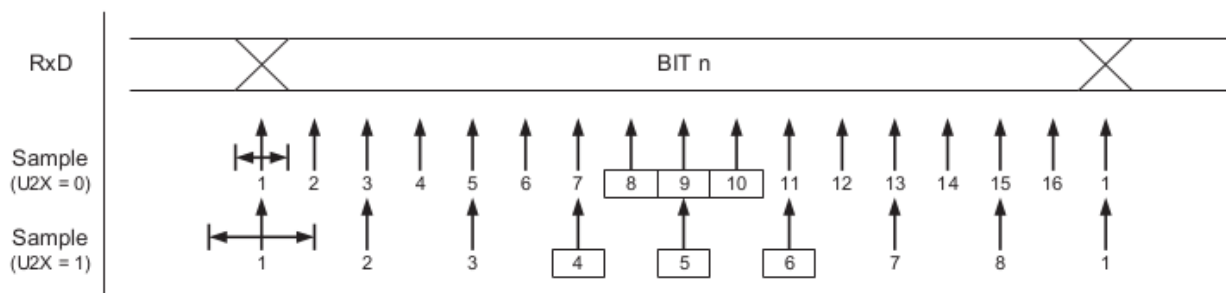 RxD BIT n
Sample
(U2X = 0) 1 2 3 4 5 6 7 8 9 10 11 12 13 14 15 16 1
Sample
(U2X = 1) 1 2 3 4 5 6 7 8 1